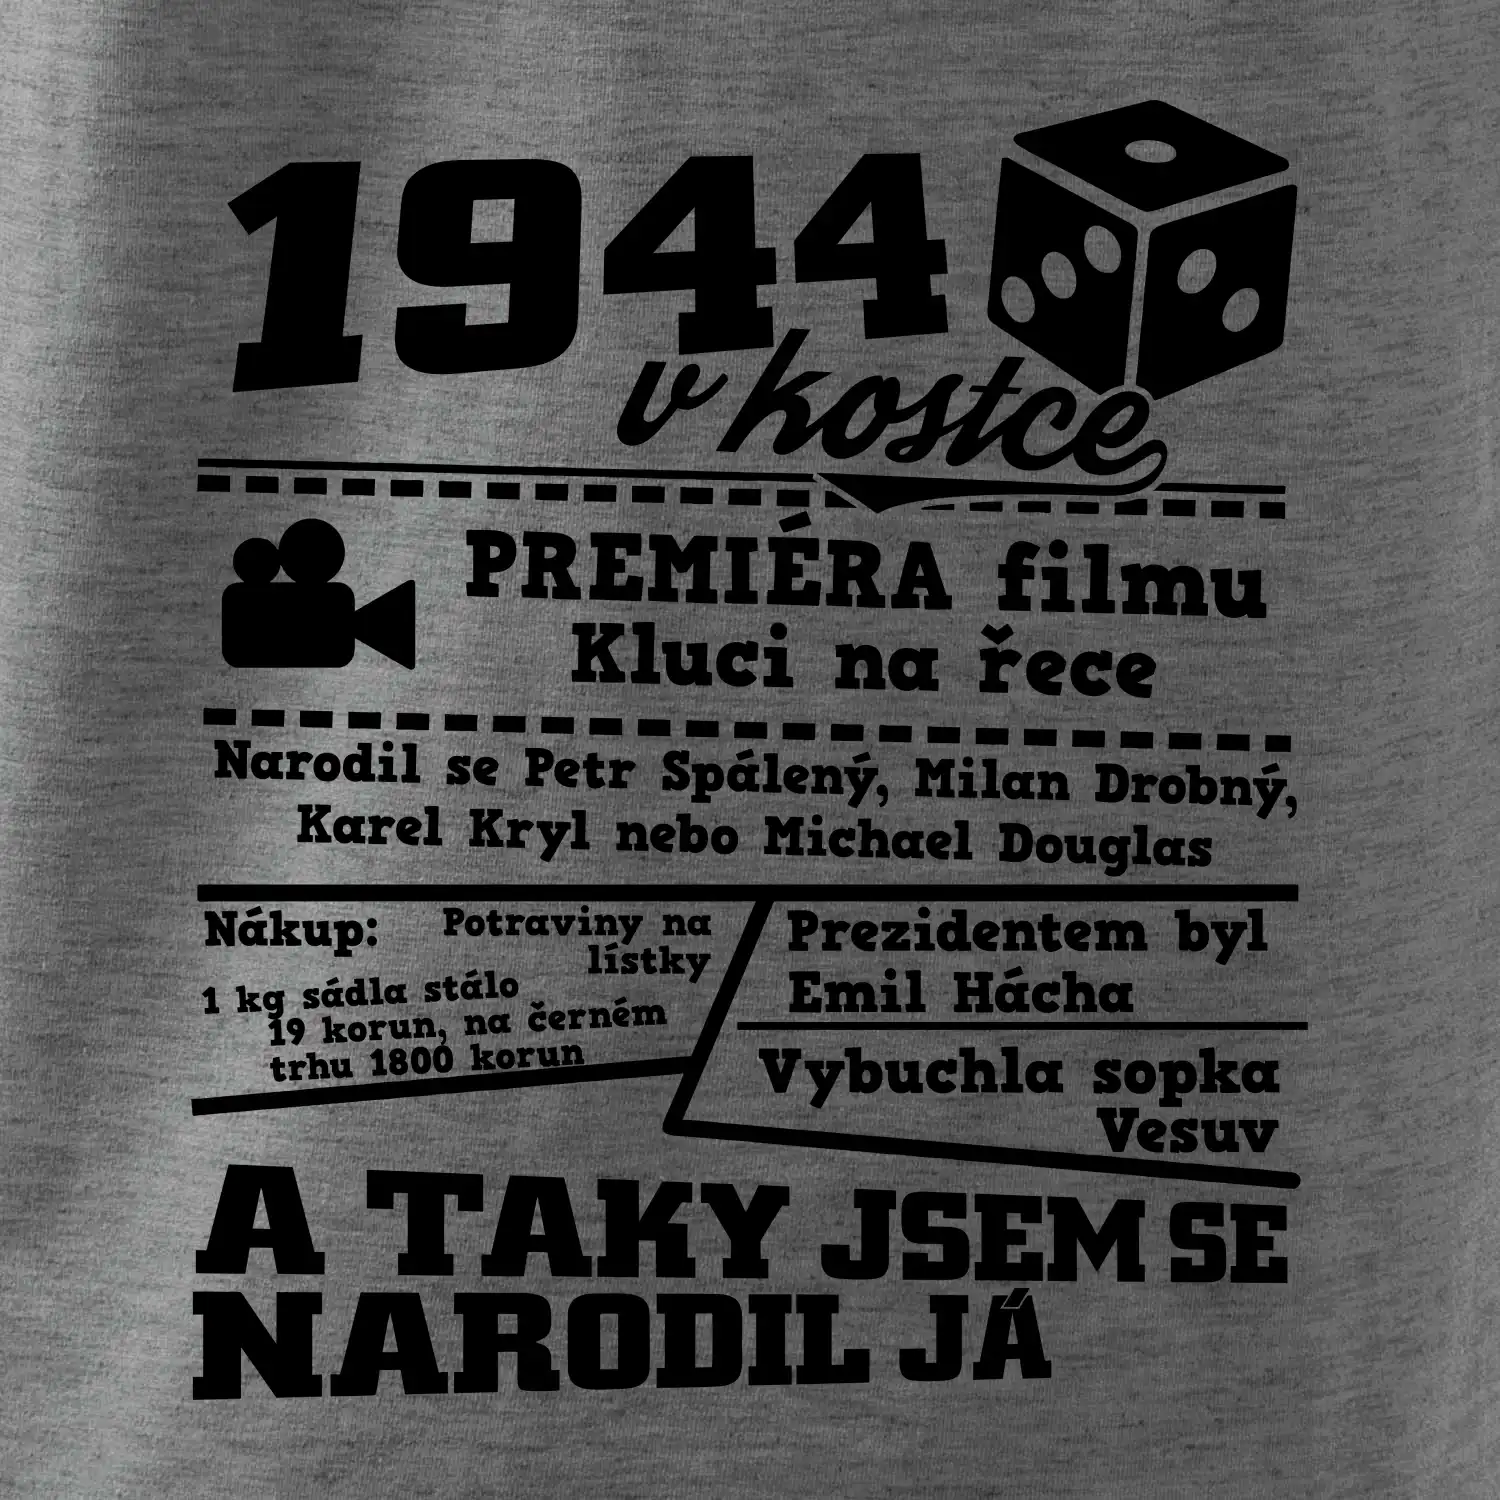 1944
v kostce
PREMIÉRA filmu
Kluci na řece
Narodil se Petr Spálený, Milan Drobný,
Karel Kryl nebo Michael Douglas
Nákup:
Potraviny na
lístky
1 kg sádla stálo
19 korun, na černém
trhu 1800 korun
Prezidentem byl
Emil Hácha
Vybuchla sopka
Vesuv
A TAKY JSEM SE
NARODIL JÁ